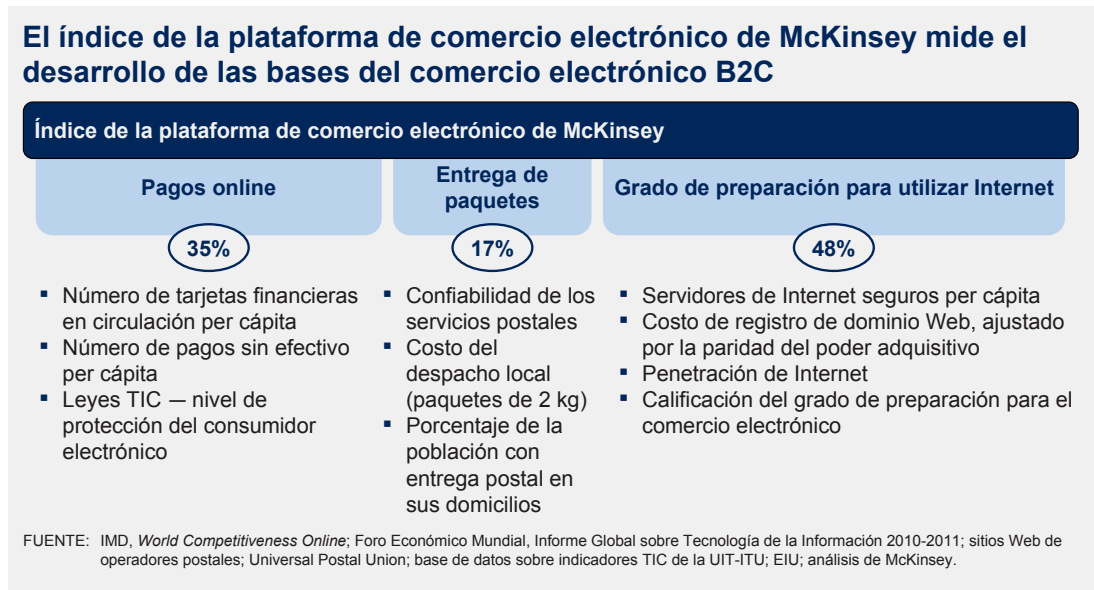 El índice de la plataforma de comercio electrónico de McKinsey mide el
desarrollo de las bases del comercio electrónico B2C
Índice de la plataforma de comercio electrónico de McKinsey
Pagos online
35%
▪ Número de tarjetas financieras
en circulación per cápita
▪ Número de pagos sin efectivo
per cápita
▪ Leyes TIC — nivel de
protección del consumidor
electrónico
Entrega de
paquetes
17%
▪ Confiabilidad de los
servicios postales
▪ Costo del
despacho local
(paquetes de 2 kg)
▪ Porcentaje de la
población con
entrega postal en
sus domicilios
Grado de preparación para utilizar Internet
48%
▪ Servidores de Internet seguros per cápita
▪ Costo de registro de dominio Web, ajustado
por la paridad del poder adquisitivo
▪ Penetración de Internet
▪ Calificación del grado de preparación para el
comercio electrónico
FUENTE: IMD, World Competitiveness Online; Foro Económico Mundial, Informe Global sobre Tecnología de la Información 2010-2011; sitios Web de
operadores postales; Universal Postal Union; base de datos sobre indicadores TIC de la UIT-ITU; EIU; análisis de McKinsey.